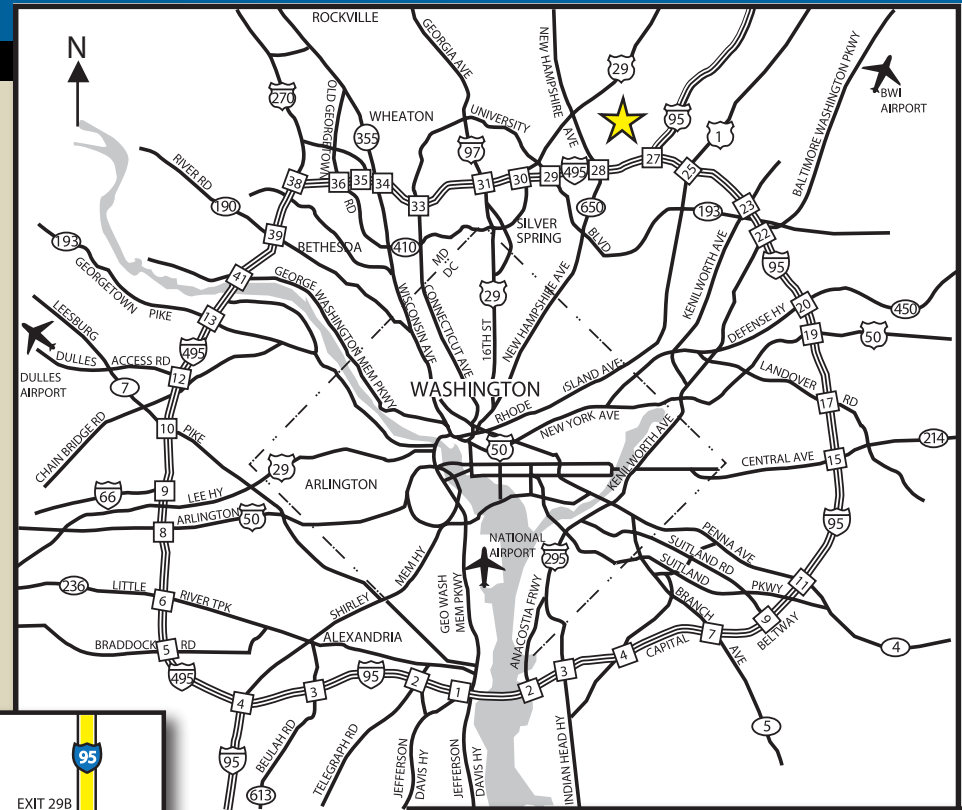 ROCKVILLE
N
GEORGIA AVE
NEW HAMPSHIRE
AVE
29
BALTIMORE WASHINGTON PKWY
BWI
AIRPORT
270
OLD GEORGETOWN
RD
WHEATON
355
UNIVERSITY
BLVD
97
95
1
RIVER RD
190
38
36
35
34
33
31
30
29
495
28
27
25
650
193
23
22
95
SILVER
SPRING
39
BETHESDA
410
MD
DC
193
GEORGETOWN
PIKE
41
GEORGE WASHINGTON MEM PKWY
WISCONSIN AVE
CONNECTICUT AVE
29
16TH ST
NEW HAMPSHIRE AVE
KENILWORTH AVE
DEFENSE HY
20
450
19
50
LEESBURG
PIKE
13
495
DULLES
ACCESS RD
DULLES
AIRPORT
7
12
LANDOVER
RD
17
WASHINGTON
RHODE
ISLAND AVE
NEW YORK AVE
CHAIN BRIDGE RD
10
50
214
CENTRAL AVE
15
KENILWORTH AVE
29
ARLINGTON
66
9
LEE HY
ARLINGTON
50
8
95
NATIONAL
AIRPORT
295
PENNA AVE
SUITLAND RD
SUITLAND
PKWY
11
236
LITTLE
RIVER TPK
6
SHIRLEY
MEM HY
GEO WASH
MEM PKWY
ANACOSTIA FRWY
BRANCH
AVE
9
BRADDOCK
RD
5
ALEXANDRIA
7
CAPITAL
BELTWAY
4
4
495
95
3
2
1
2
3
4
5
95
BEULAH RD
613
TELEGRAPH RD
JEFFERSON
DAVIS HY
JEFFERSON
DAVIS HY
INDIAN HEAD HY
95
EXIT 29B